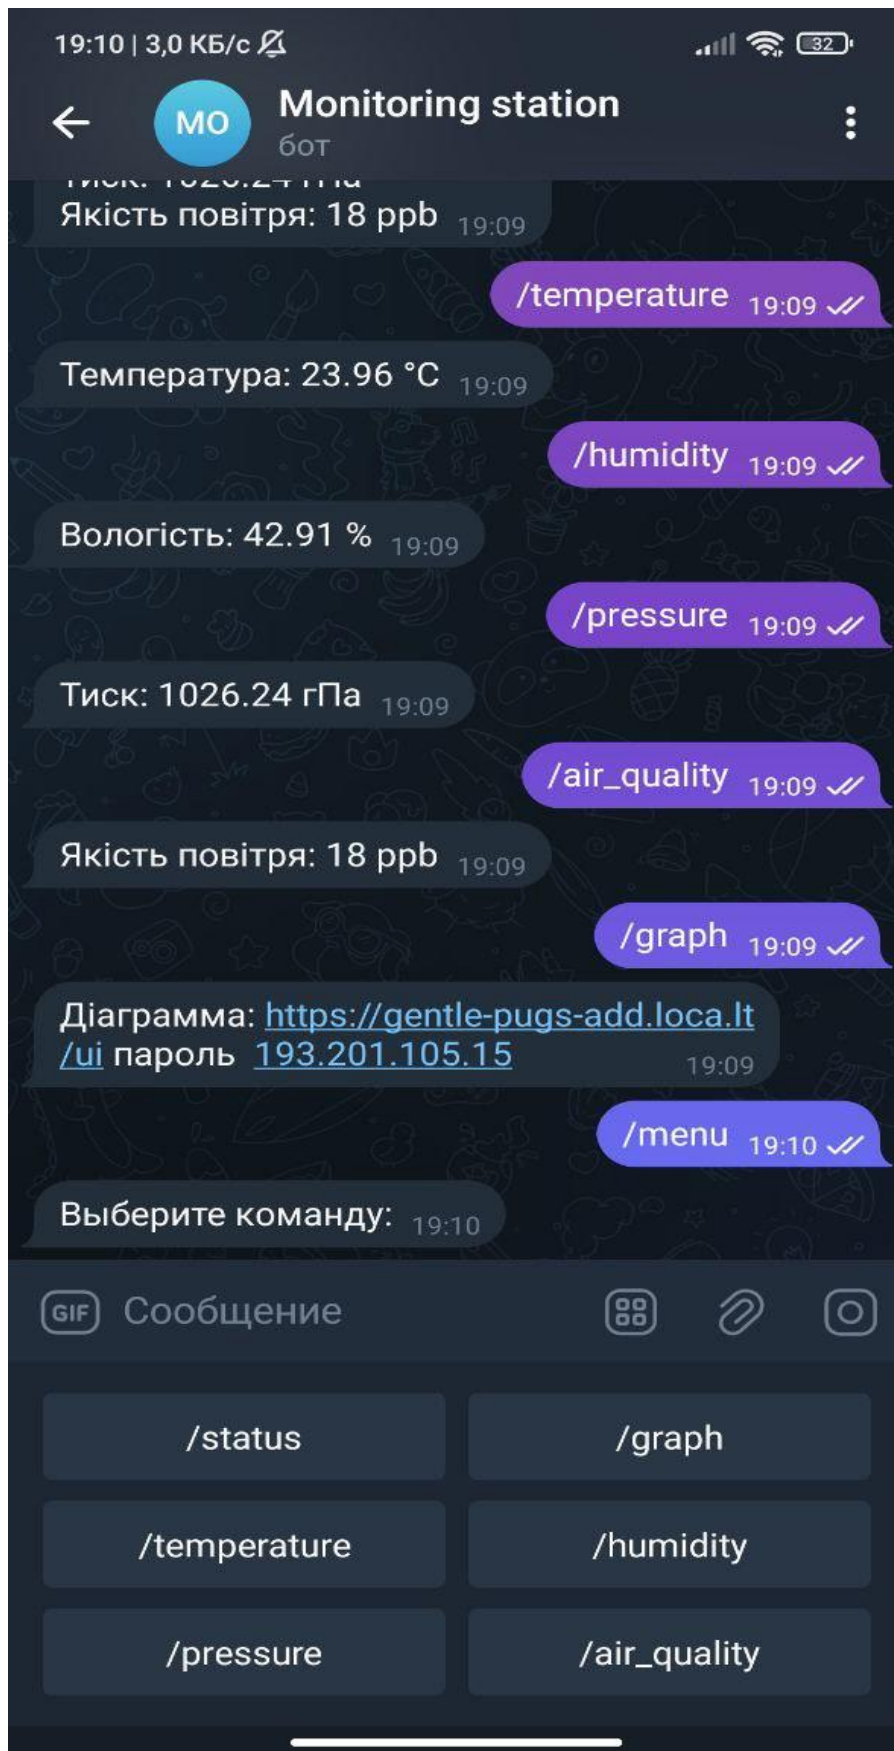 19:10 | 3,0 КБ/с 32
MO
Monitoring station
бот
Тиск: 1026.24 гПа
Якість повітря: 18 ppb 19:09
/temperature 19:09
Температура: 23.96 °C 19:09
/humidity 19:09
Вологість: 42.91 % 19:09
/pressure 19:09
Тиск: 1026.24 гПа 19:09
/air_quality 19:09
Якість повітря: 18 ppb 19:09
/graph 19:09
Діаграмма: https://gentle-pugs-add.loca.lt
/ui пароль 193.201.105.15 19:09
/menu 19:10
Выберите команду: 19:10
GIF Сообщение
/status /graph
/temperature /humidity
/pressure /air_quality